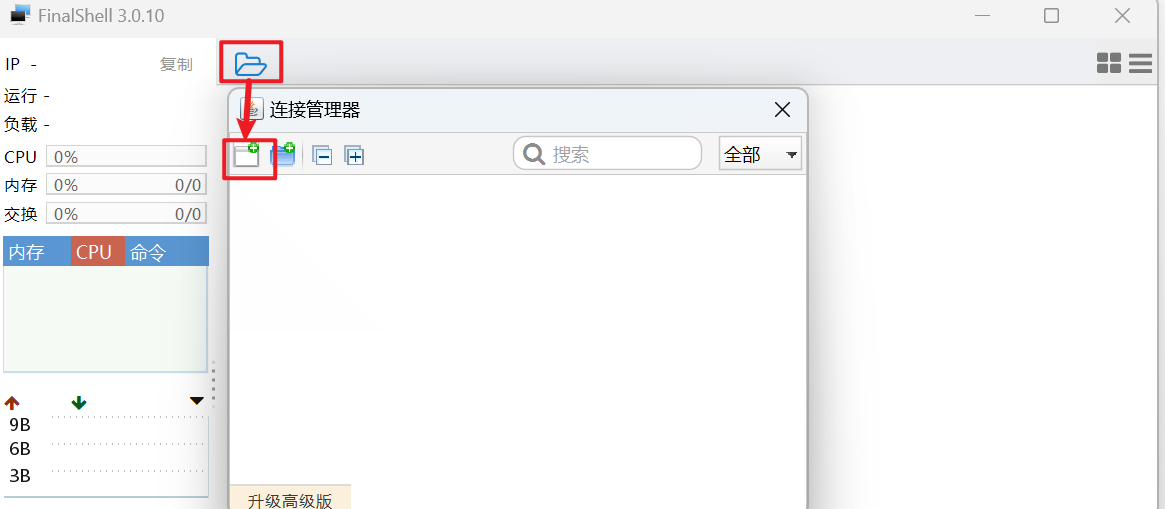 FinalShell 3.0.10
IP -
复制
运行 -
负载 -
CPU 0%
内存 0% 0/0
交换 0% 0/0
内存 CPU 命令
9B
6B
3B
连接管理器
搜索
全部
升级高级版